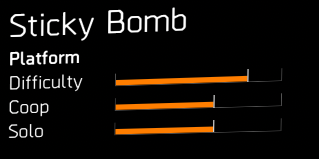 Sticky Bomb
Platform
Difficulty
Coop
Solo